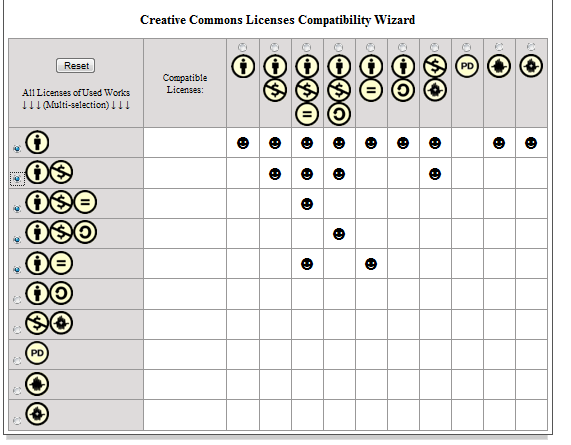 Creative Commons Licenses Compatibility Wizard
Reset
All Licenses of Used Works
↓↓↓ (Multi-selection) ↓↓↓
Compatible
Licenses:
PD
PD